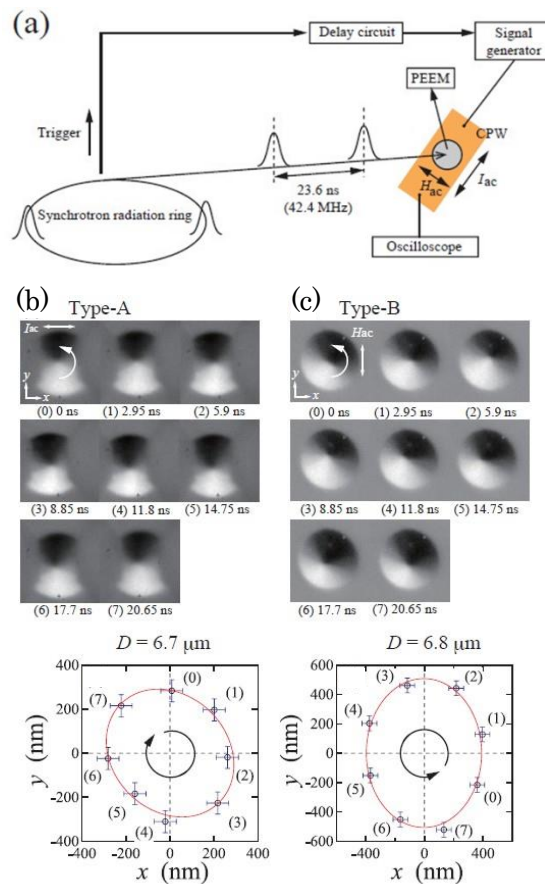 (a)
Delay circuit
Signal
generator
PEEM
Trigger
CPW
23.6 ns
(42.4 MHz)
Hac
Iac
Synchrotron radiation ring
Oscilloscope
(b) Type-A
Iac
y
x
(0) 0 ns (1) 2.95 ns (2) 5.9 ns
(3) 8.85 ns (4) 11.8 ns (5) 14.75 ns
(6) 17.7 ns (7) 20.65 ns
(c) Type-B
Hac
y
x
(0) 0 ns (1) 2.95 ns (2) 5.9 ns
(3) 8.85 ns (4) 11.8 ns (5) 14.75 ns
(6) 17.7 ns (7) 20.65 ns
D = 6.7 μm
400
200
0
-200
-400
y (nm)
(0)
(1)
(2)
(3)
(4)
(5)
(6)
(7)
-400 -200 0 200 400
x (nm)
D = 6.8 μm
600
400
200
0
-200
-400
-600
y (nm)
(3)
(2)
(4)
(1)
(5)
(0)
(6)
(7)
-400 0 400
x (nm)